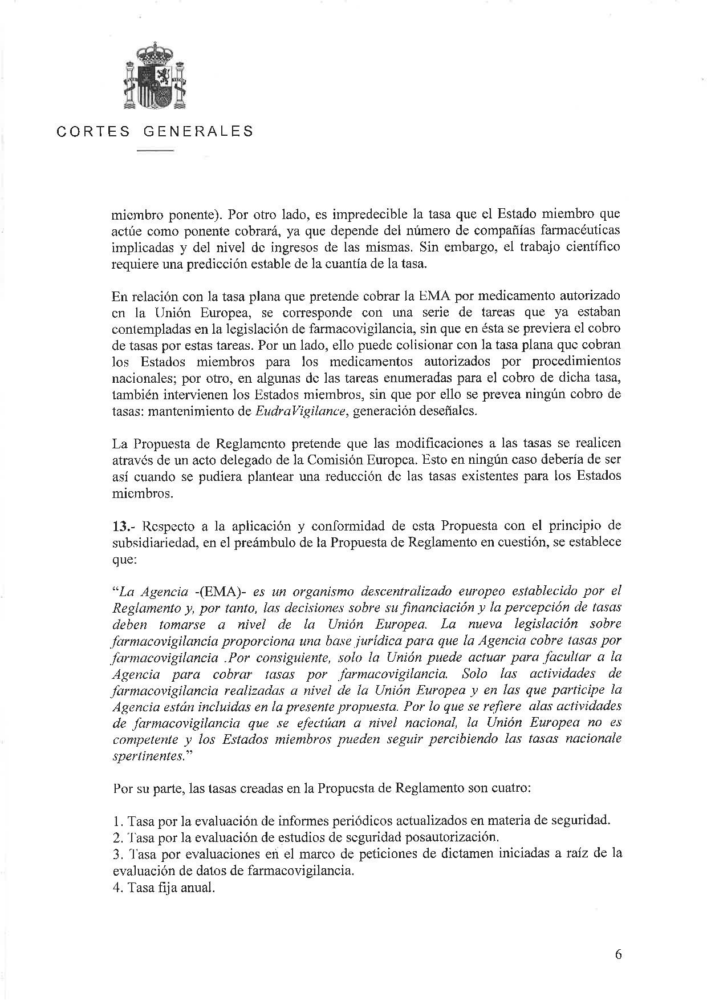 CORTES GENERALES
miembro ponente). Por otro lado, es impredecible la tasa que el Estado miembro que
actúe como ponente cobrará, ya que depende del número de compañías farmacéuticas
implicadas y del nivel de ingresos de las mismas. Sin embargo, el trabajo científico
requiere una predicción estable de la cuantía de la tasa.
En relación con la tasa plana que pretende cobrar la EMA por medicamento autorizado
en la Unión Europea, se corresponde con una serie de tareas que ya estaban
contempladas en la legislación de farmacovigilancia, sin que en ésta se previera el cobro
de tasas por estas tareas. Por un lado, ello puede colisionar con la tasa plana que cobran
los Estados miembros para los medicamentos autorizados por procedimientos
nacionales; por otro, en algunas de las tareas enumeradas para el cobro de dicha tasa,
también intervienen los Estados miembros, sin que por ello se prevea ningún cobro de
tasas: mantenimiento de EudraVigilance, generación deseñales.
La Propuesta de Reglamento pretende que las modificaciones a las tasas se realicen
através de un acto delegado de la Comisión Europea. Esto en ningún caso debería de ser
así cuando se pudiera plantear una reducción de las tasas existentes para los Estados
miembros.
13.- Respecto a la aplicación y conformidad de esta Propuesta con el principio de
subsidiariedad, en el preámbulo de la Propuesta de Reglamento en cuestión, se establece
que:
“La Agencia -(EMA)- es un organismo descentralizado europeo establecido por el
Reglamento y, por tanto, las decisiones sobre su financiación y la percepción de tasas
deben tomarse a nivel de la Unión Europea. La nueva legislación sobre
farmacovigilancia proporciona una base jurídica para que la Agencia cobre tasas por
farmacovigilancia .Por consiguiente, solo la Unión puede actuar para facultar a la
Agencia para cobrar tasas por farmacovigilancia. Solo las actividades de
farmacovigilancia realizadas a nivel de la Unión Europea y en las que participe la
Agencia están incluidas en la presente propuesta. Por lo que se refiere alas actividades
de farmacovigilancia que se efectúan a nivel nacional, la Unión Europea no es
competente y los Estados miembros pueden seguir percibiendo las tasas nacionale
spertinentes.”
Por su parte, las tasas creadas en la Propuesta de Reglamento son cuatro:
1. Tasa por la evaluación de informes periódicos actualizados en materia de seguridad.
2. Tasa por la evaluación de estudios de seguridad posautorización.
3. Tasa por evaluaciones en el marco de peticiones de dictamen iniciadas a raíz de la
evaluación de datos de farmacovigilancia.
4. Tasa fija anual.
6